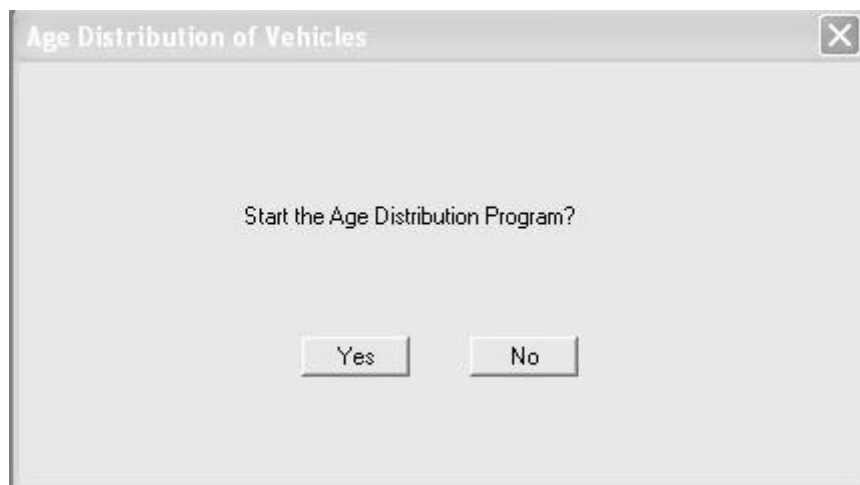 Age Distribution of Vehicles
Start the Age Distribution Program?
Yes No